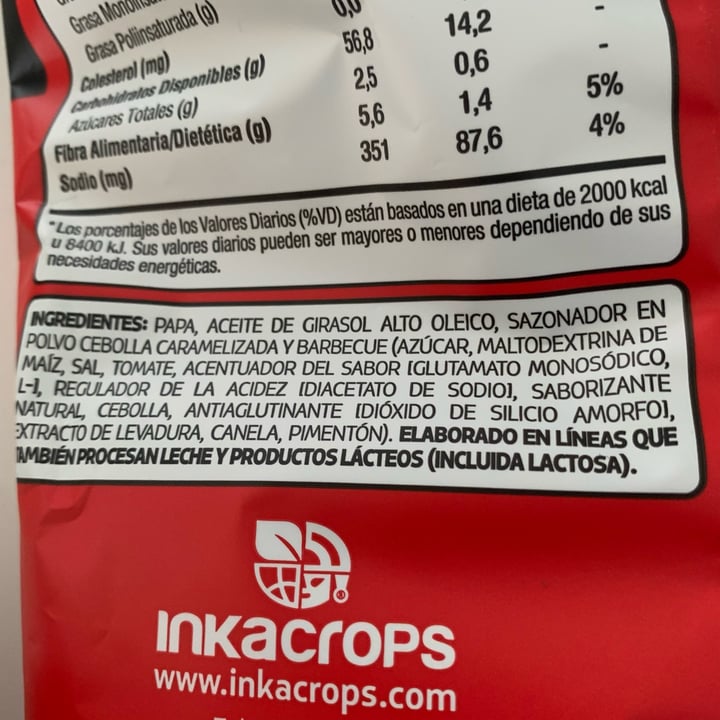 Grasa
Grasa Poliinsaturada (g) 0,0 14,2 -
Colesterol (mg) 56,8 0,6 -
Carbohidratos Disponibles (g) 2,5 1,4 5%
Azúcares Totales (g) 5,6 87,6 4%
Fibra Alimentaria/Dietética (g) 351
Sodio (mg)
*Los porcentajes de los Valores Diarios (%VD) están basados en una dieta de 2000 kcal
u 8400 kJ. Sus valores diarios pueden ser mayores o menores dependiendo de sus
necesidades energéticas.
INGREDIENTES: PAPA, ACEITE DE GIRASOL ALTO OLEICO, SAZONADOR EN
POLVO CEBOLLA CARAMELIZADA Y BARBECUE (AZÚCAR, MALTODEXTRINA DE
MAÍZ, SAL, TOMATE, ACENTUADOR DEL SABOR [GLUTAMATO MONOSÓDICO,
L-], REGULADOR DE LA ACIDEZ [DIACETATO DE SODIO], SABORIZANTE
NATURAL, CEBOLLA, ANTIAGLUTINANTE [DIÓXIDO DE SILICIO AMORFO],
EXTRACTO DE LEVADURA, CANELA, PIMENTÓN). ELABORADO EN LÍNEAS QUE
TAMBIÉN PROCESAN LECHE Y PRODUCTOS LÁCTEOS (INCLUIDA LACTOSA).
INKACROPS
www.inkacrops.com